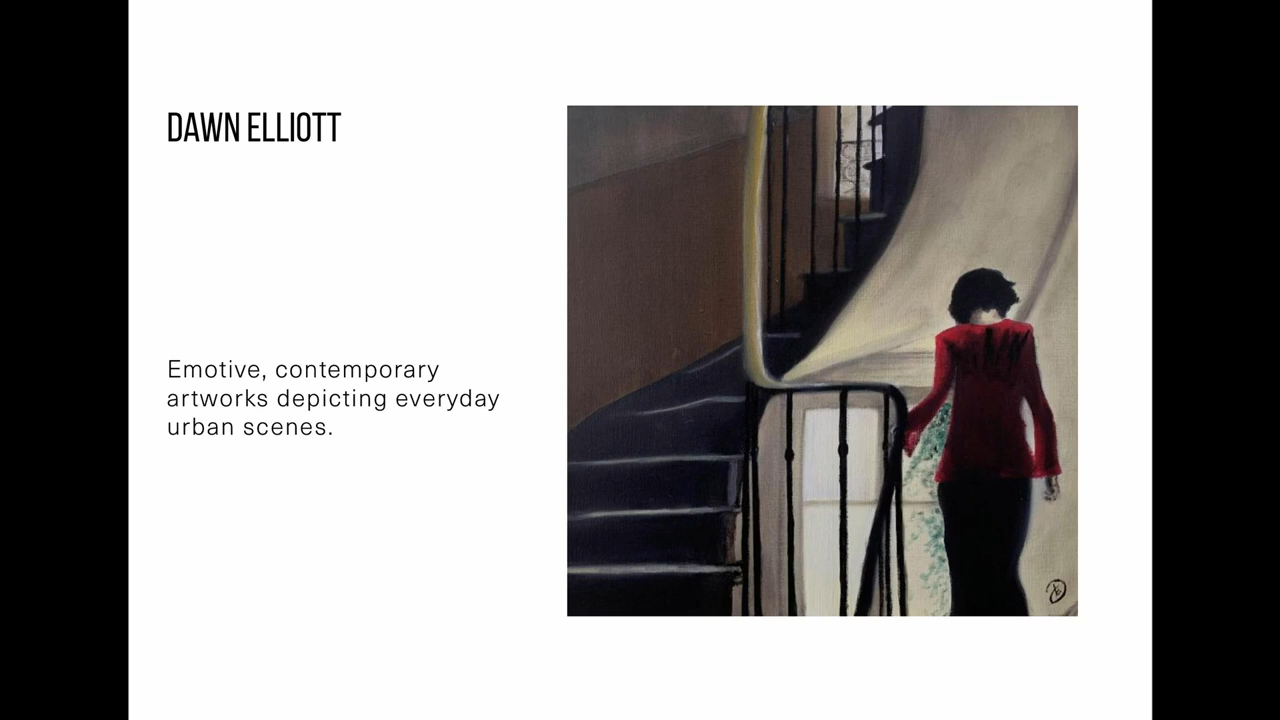 DAWN ELLIOTT
Emotive, contemporary
artworks depicting everyday
urban scenes.